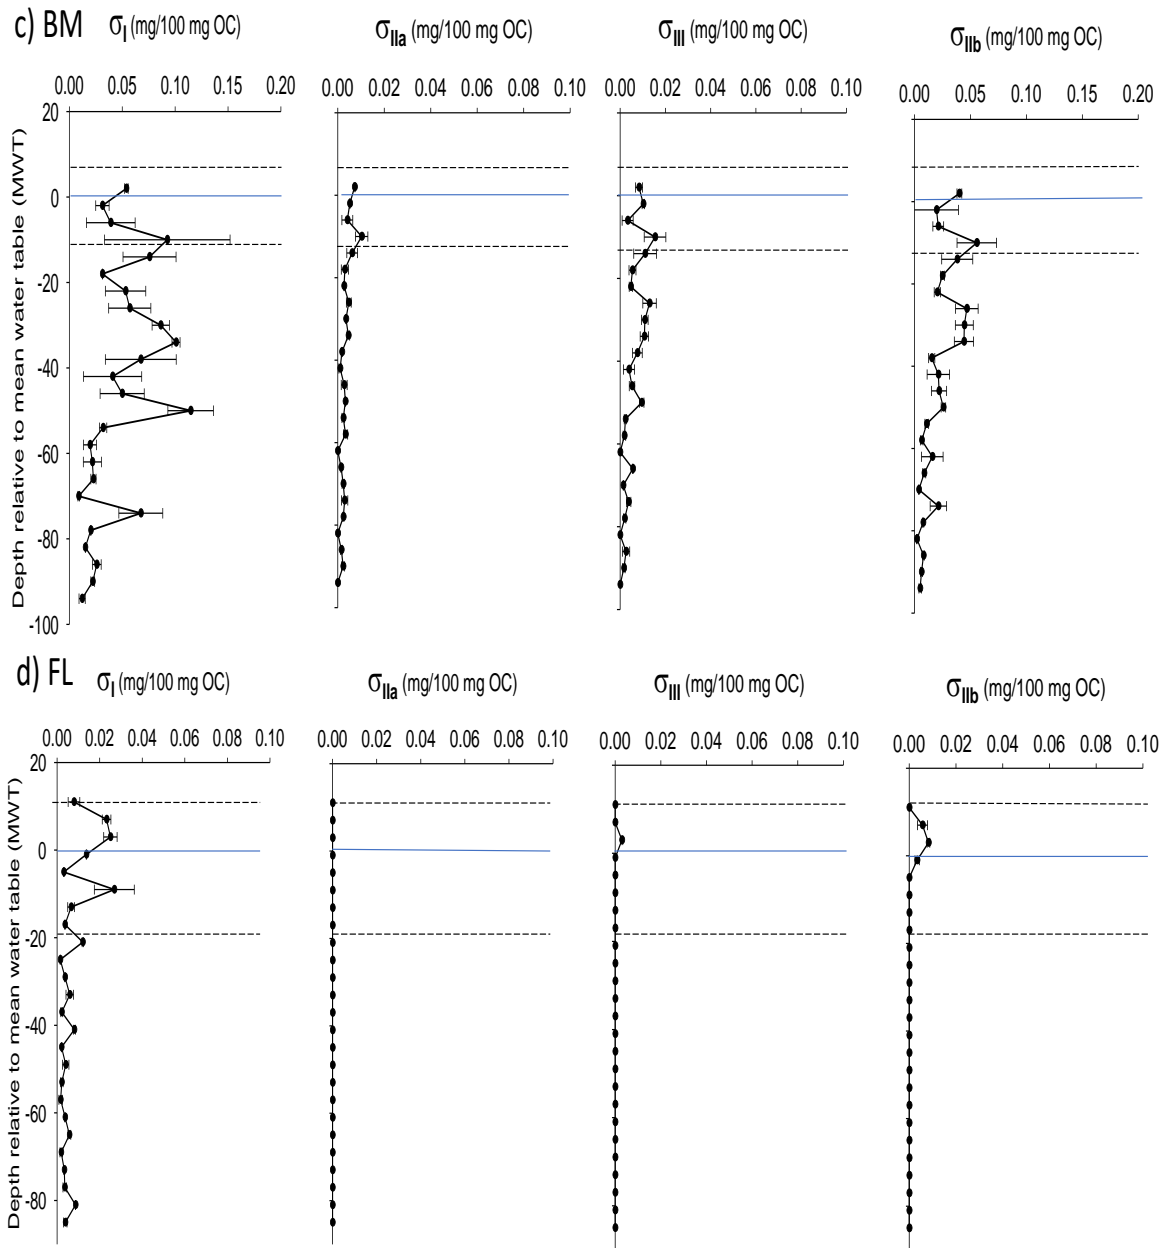 c) BM σI (mg/100 mg OC) σIIa (mg/100 mg OC) σIII (mg/100 mg OC) σIIb (mg/100 mg OC)
0.00 0.05 0.10 0.15 0.20 0.00 0.02 0.04 0.06 0.08 0.10 0.00 0.02 0.04 0.06 0.08 0.10 0.00 0.05 0.10 0.15 0.20
20
0
-20
-40
-60
-80
-100
Depth relative to mean water table (MWT)
d) FL σI (mg/100 mg OC) σIIa (mg/100 mg OC) σIII (mg/100 mg OC) σIIb (mg/100 mg OC)
0.00 0.02 0.04 0.06 0.08 0.10 0.00 0.02 0.04 0.06 0.08 0.10 0.00 0.02 0.04 0.06 0.08 0.10 0.00 0.02 0.04 0.06 0.08 0.10
20
0
-20
-40
-60
-80
Depth relative to mean water table (MWT)